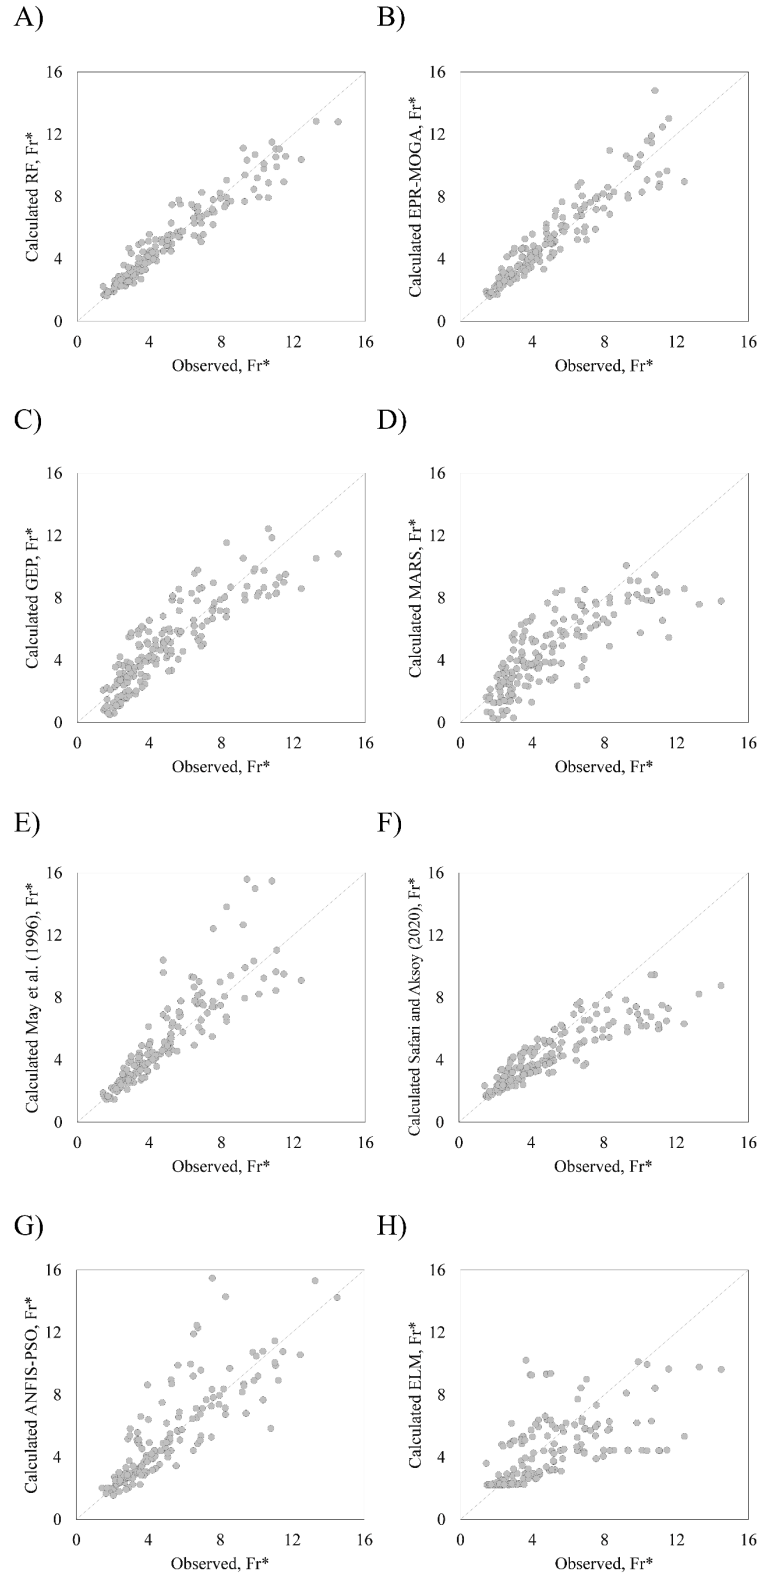 A)
B)
Calculated RF, Fr*
16
12
8
4
0
0 4 8 12 16
Observed, Fr*
Calculated EPR-MOGA, Fr*
16
12
8
4
0
0 4 8 12 16
Observed, Fr*
C)
D)
Calculated GEP, Fr*
16
12
8
4
0
0 4 8 12 16
Observed, Fr*
Calculated MARS, Fr*
16
12
8
4
0
0 4 8 12 16
Observed, Fr*
E)
F)
Calculated May et al. (1996), Fr*
16
12
8
4
0
0 4 8 12 16
Observed, Fr*
Calculated Safari and Aksoy (2020), Fr*
16
12
8
4
0
0 4 8 12 16
Observed, Fr*
G)
H)
Calculated ANFIS-PSO, Fr*
16
12
8
4
0
0 4 8 12 16
Observed, Fr*
Calculated ELM, Fr*
16
12
8
4
0
0 4 8 12 16
Observed, Fr*